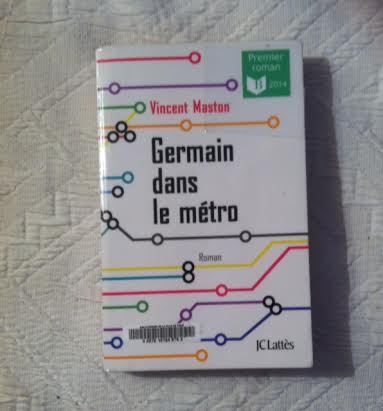 Premier
roman
2014
Vincent Maston
Germain
dans
le métro
Roman
JC Lattès